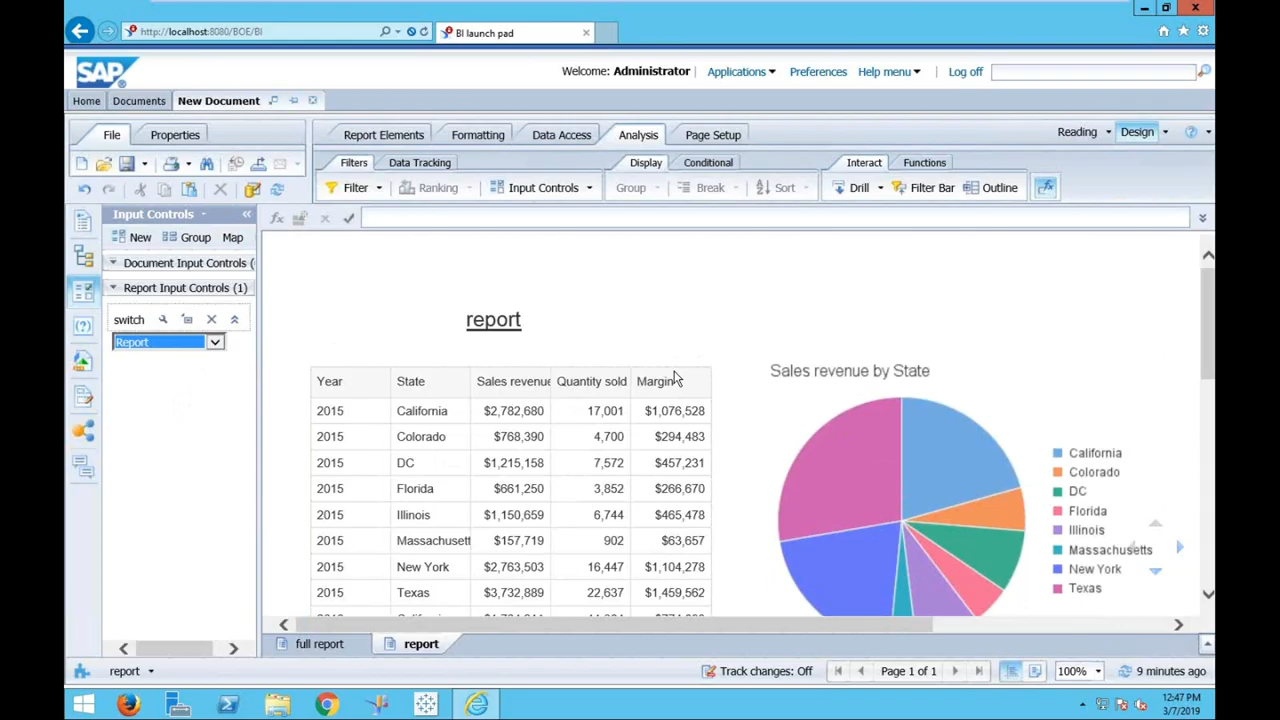 http://localhost:8080/BOE/BI
BI launch pad
SAP
Welcome: Administrator
Applications
Preferences
Help menu
Log off
Home
Documents
New Document
File
Properties
Report Elements
Formatting
Data Access
Analysis
Page Setup
Reading
Design
Filters
Data Tracking
Display
Conditional
Interact
Functions
Filter
Ranking
Input Controls
Group
Break
Sort
Drill
Filter Bar
Outline
Input Controls
New
Group
Map
Document Input Controls (
Report Input Controls (1)
switch
Report
report
Year State Sales revenue Quantity sold Margin
2015 California $2,782,680 17,001 $1,076,528
2015 Colorado $768,390 4,700 $294,483
2015 DC $1,215,158 7,572 $457,231
2015 Florida $661,250 3,852 $266,670
2015 Illinois $1,150,659 6,744 $465,478
2015 Massachusett $157,719 902 $63,657
2015 New York $2,763,503 16,447 $1,104,278
2015 Texas $3,732,889 22,637 $1,459,562
Sales revenue by State
California
Colorado
DC
Florida
Illinois
Massachusetts
New York
Texas
full report
report
report
Track changes: Off
Page 1 of 1
100%
9 minutes ago
12:47 PM
3/7/2019